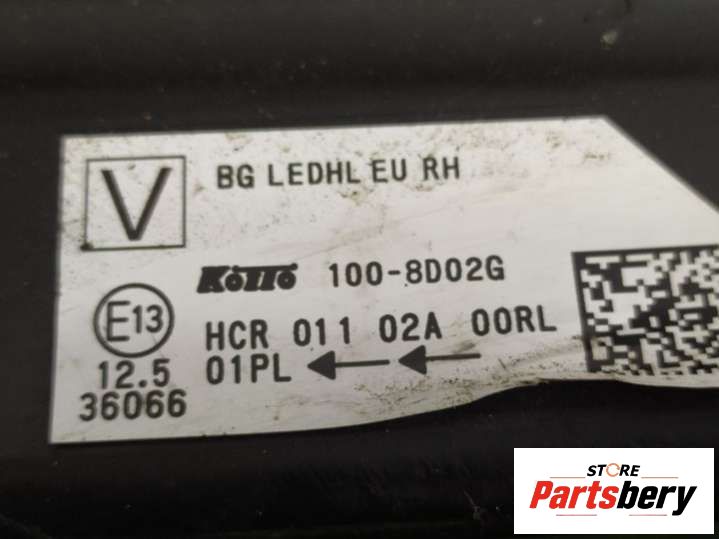 V
BG LEDHL EU RH
KOITO 100-8D02G
E13
HCR 011 02A 00RL
12.5 01PL
36066
STORE
Partsbery